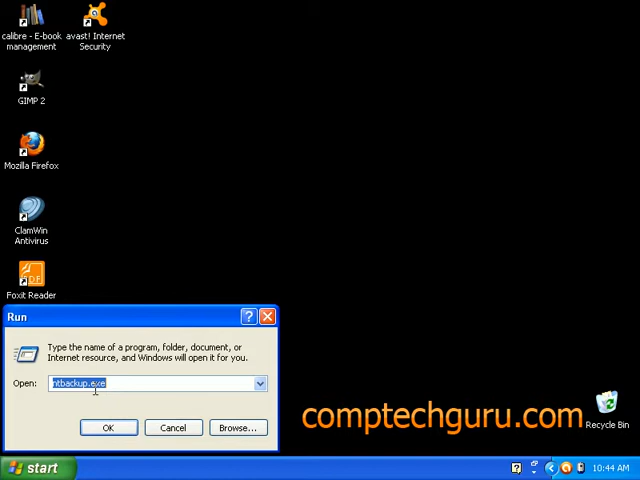 calibre - E-book
management
avast! Internet
Security
GIMP 2
Mozilla Firefox
ClamWin
Antivirus
Foxit Reader
Run
Type the name of a program, folder, document, or
Internet resource, and Windows will open it for you.
Open: ntbackup.exe
OK Cancel Browse...
comptechguru.com
Recycle Bin
start
10:44 AM